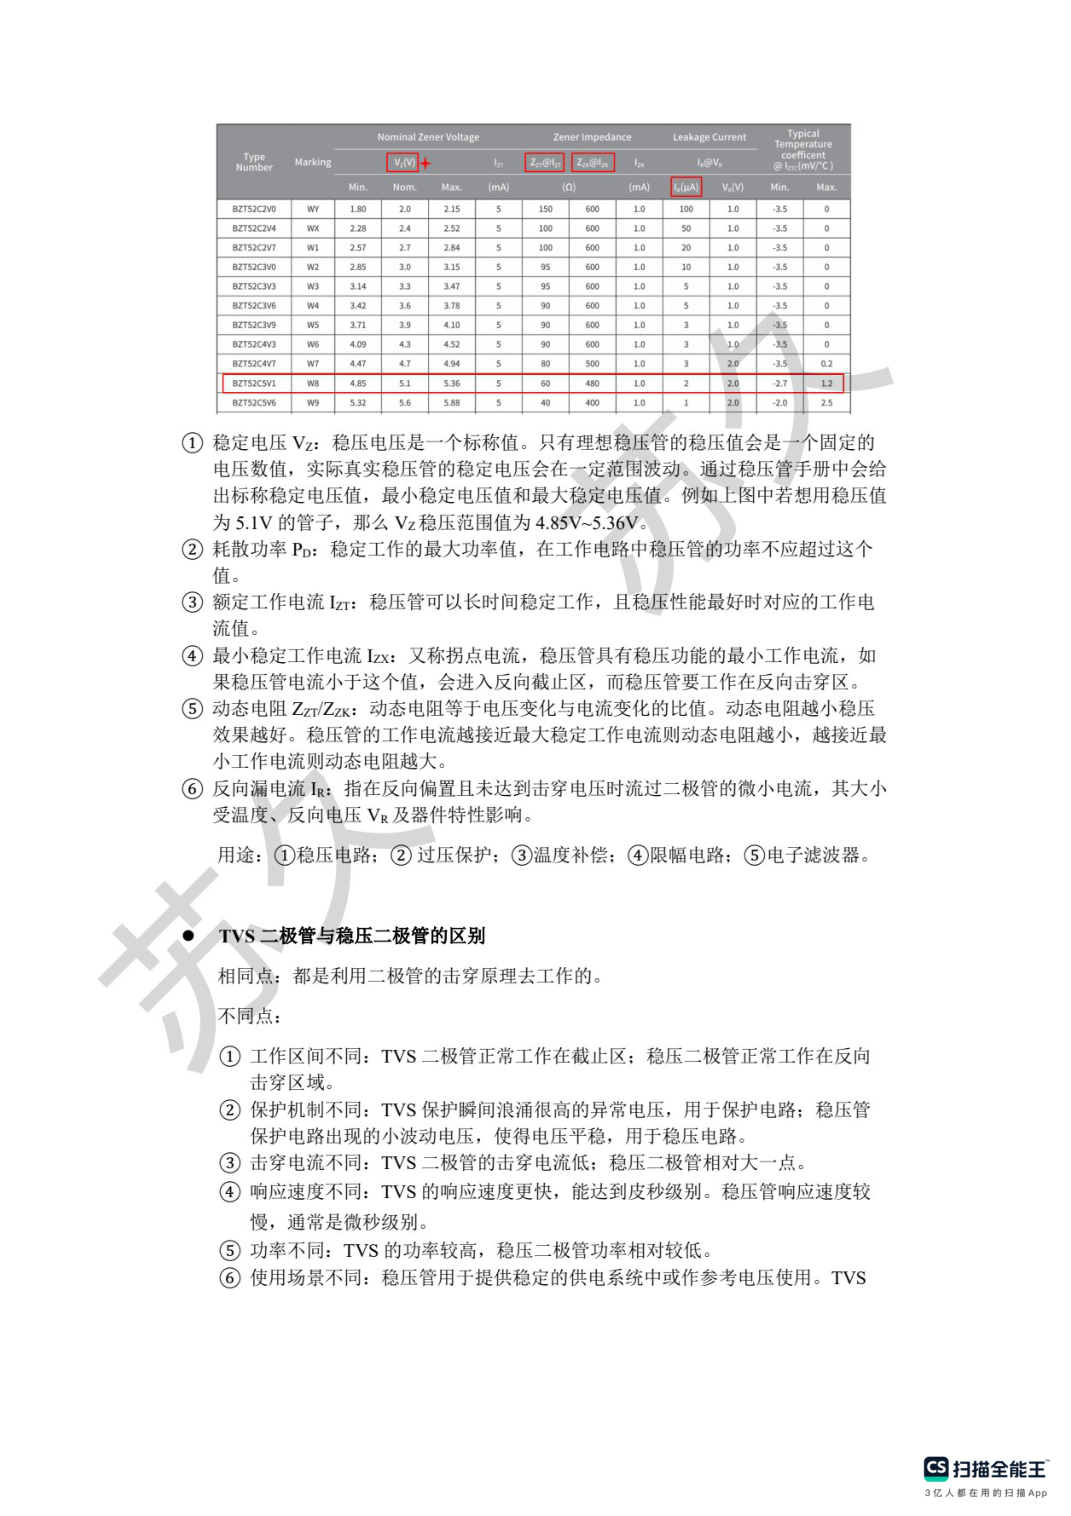 Type Number Marking Nominal Zener Voltage Zener Impedance Leakage Current Typical Temperature coefficent @ IZTC(mV/°C)
VZ(V) IZT ZZT@IZT ZZK@IZK IZK IR@VR
Min. Nom. Max. (mA) (Ω) (mA) IR(μA) VR(V) Min. Max.
BZT52C2V0 WY 1.80 2.0 2.15 5 150 600 1.0 100 1.0 -3.5 0
BZT52C2V4 WX 2.28 2.4 2.52 5 100 600 1.0 50 1.0 -3.5 0
BZT52C2V7 W1 2.57 2.7 2.84 5 100 600 1.0 20 1.0 -3.5 0
BZT52C3V0 W2 2.85 3.0 3.15 5 95 600 1.0 10 1.0 -3.5 0
BZT52C3V3 W3 3.14 3.3 3.47 5 95 600 1.0 5 1.0 -3.5 0
BZT52C3V6 W4 3.42 3.6 3.78 5 90 600 1.0 5 1.0 -3.5 0
BZT52C3V9 W5 3.71 3.9 4.10 5 90 600 1.0 3 1.0 -3.5 0
BZT52C4V3 W6 4.09 4.3 4.52 5 90 600 1.0 3 1.0 -3.5 0
BZT52C4V7 W7 4.47 4.7 4.94 5 80 500 1.0 3 2.0 -3.5 0.2
BZT52C5V1 W8 4.85 5.1 5.36 5 60 480 1.0 2 2.0 -2.7 1.2
BZT52C5V6 W9 5.32 5.6 5.88 5 40 400 1.0 1 2.0 -2.0 2.5
① 稳定电压 VZ：稳压电压是一个标称值。只有理想稳压管的稳压值会是一个固定的
电压数值，实际真实稳压管的稳定电压会在一定范围波动。通过稳压管手册中会给
出标称稳定电压值，最小稳定电压值和最大稳定电压值。例如上图中若想用稳压值
为 5.1V 的管子，那么 VZ 稳压范围值为 4.85V~5.36V。
② 耗散功率 PD：稳定工作的最大功率值，在工作电路中稳压管的功率不应超过这个
值。
③ 额定工作电流 IZT：稳压管可以长时间稳定工作，且稳压性能最好时对应的工作电
流值。
④ 最小稳定工作电流 IZX：又称拐点电流，稳压管具有稳压功能的最小工作电流，如
果稳压管电流小于这个值，会进入反向截止区，而稳压管要工作在反向击穿区。
⑤ 动态电阻 ZZT/ZZK：动态电阻等于电压变化与电流变化的比值。动态电阻越小稳压
效果越好。稳压管的工作电流越接近最大稳定工作电流则动态电阻越小，越接近最
小工作电流则动态电阻越大。
⑥ 反向漏电流 IR：指在反向偏置且未达到击穿电压时流过二极管的微小电流，其大小
受温度、反向电压 VR 及器件特性影响。
用途：①稳压电路；② 过压保护；③温度补偿；④限幅电路；⑤电子滤波器。
● TVS 二极管与稳压二极管的区别
相同点：都是利用二极管的击穿原理去工作的。
不同点：
① 工作区间不同：TVS 二极管正常工作在截止区；稳压二极管正常工作在反向
击穿区域。
② 保护机制不同：TVS 保护瞬间浪涌很高的异常电压，用于保护电路；稳压管
保护电路出现的小波动电压，使得电压平稳，用于稳压电路。
③ 击穿电流不同：TVS 二极管的击穿电流低；稳压二极管相对大一点。
④ 响应速度不同：TVS 的响应速度更快，能达到皮秒级别。稳压管响应速度较
慢，通常是微秒级别。
⑤ 功率不同：TVS 的功率较高，稳压二极管功率相对较低。
⑥ 使用场景不同：稳压管用于提供稳定的供电系统中或作参考电压使用。TVS
苏久
苏久
CS 扫描全能王™
3亿人都在用的扫描App